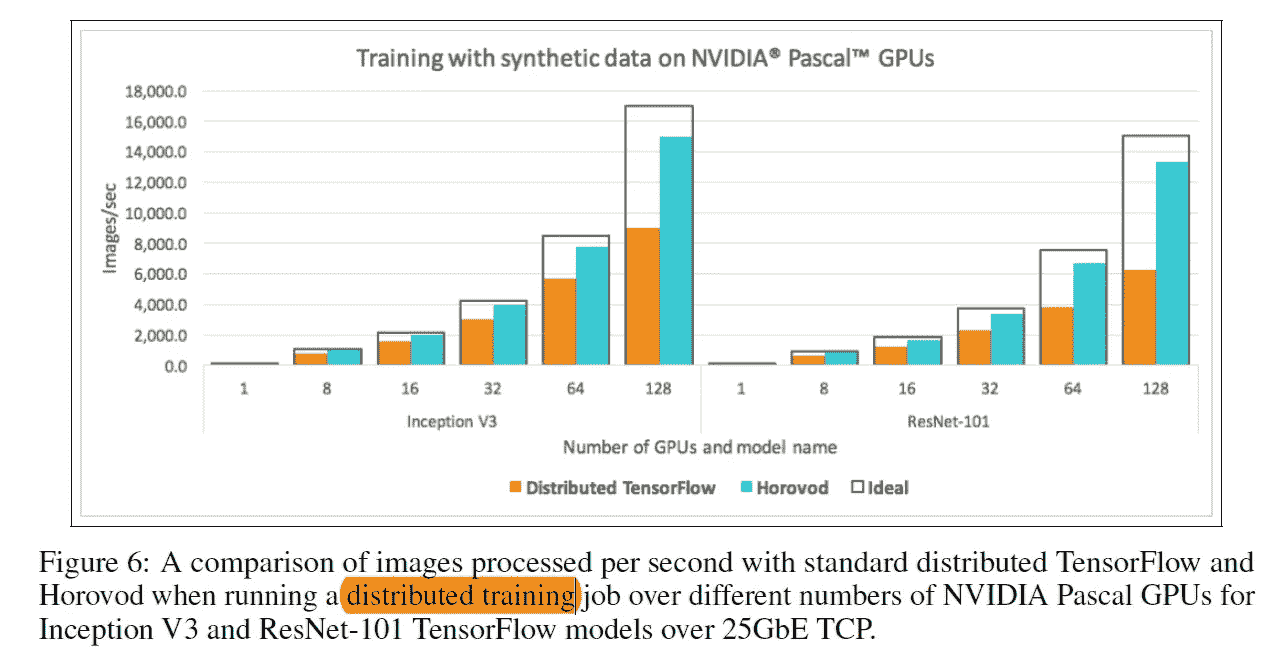 Training with synthetic data on NVIDIA® Pascal™ GPUs
18,000.0
16,000.0
14,000.0
12,000.0
10,000.0
8,000.0
6,000.0
4,000.0
2,000.0
0.0
Images/sec
1 8 16 32 64 128 1 8 16 32 64 128
Inception V3 ResNet-101
Number of GPUs and model name
Distributed TensorFlow Horovod Ideal
Figure 6: A comparison of images processed per second with standard distributed TensorFlow and
Horovod when running a distributed training job over different numbers of NVIDIA Pascal GPUs for
Inception V3 and ResNet-101 TensorFlow models over 25GbE TCP.